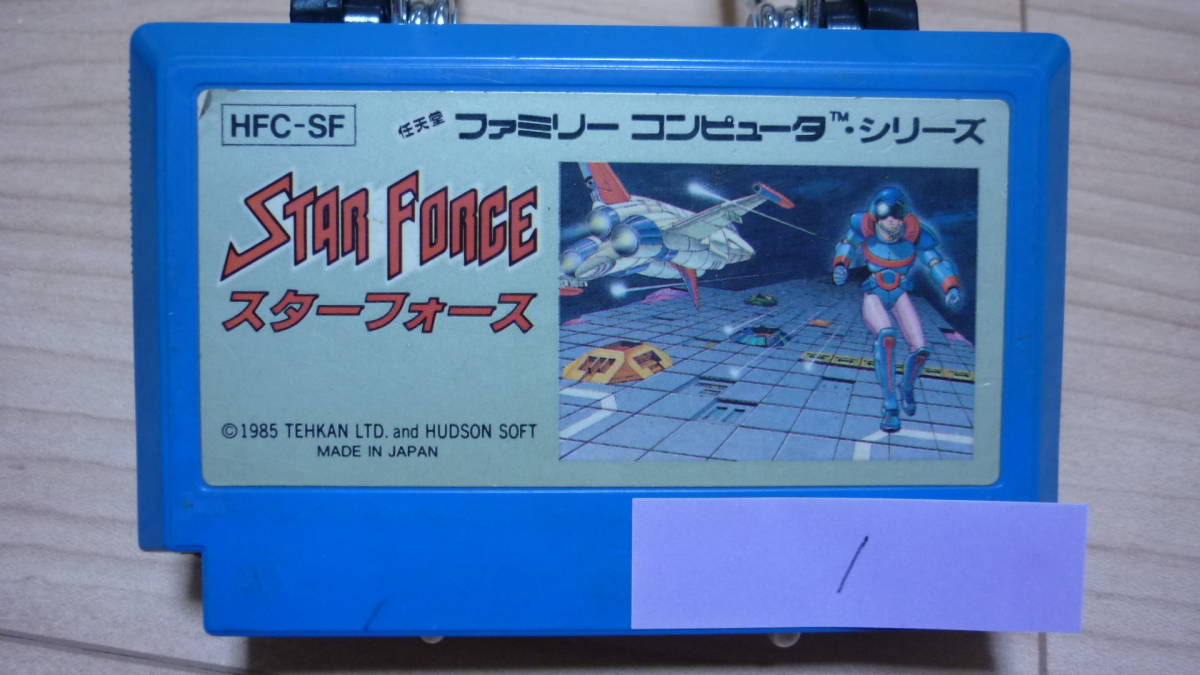 HFC-SF
任天堂 ファミリー コンピュータ™・シリーズ
STAR FORCE
スターフォース
©1985 TEHKAN LTD. and HUDSON SOFT
MADE IN JAPAN
/